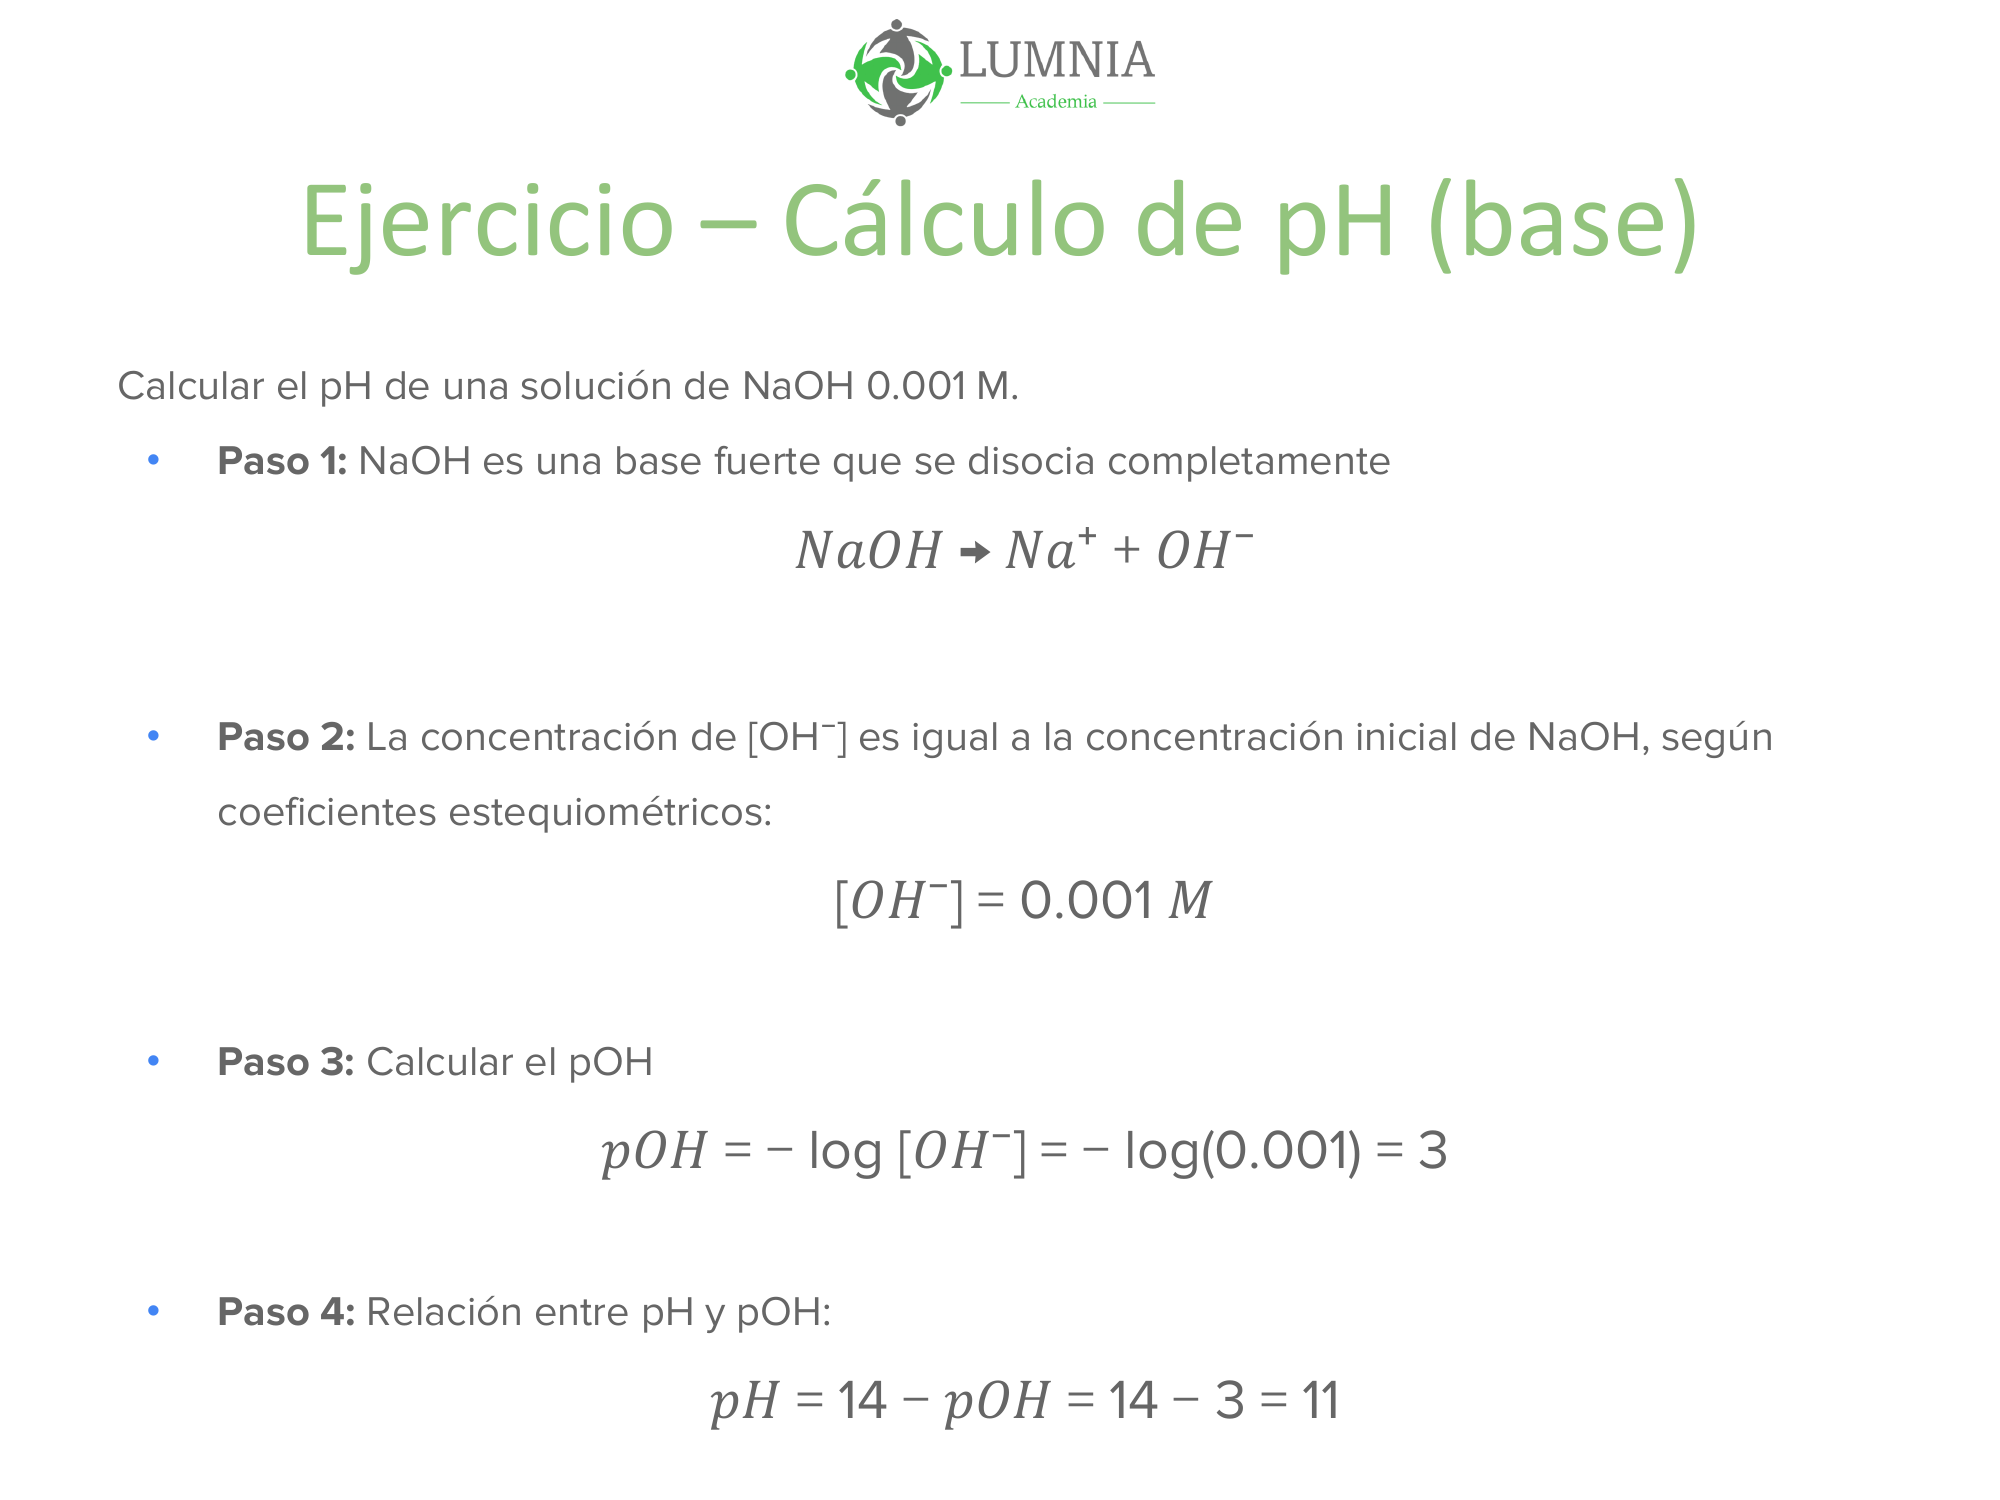 LUMNIA
Academia
Ejercicio – Cálculo de pH (base)
Calcular el pH de una solución de NaOH 0.001 M.
• Paso 1: NaOH es una base fuerte que se disocia completamente
NaOH → Na⁺ + OH⁻
• Paso 2: La concentración de [OH⁻] es igual a la concentración inicial de NaOH, según
coeficientes estequiométricos:
[OH⁻] = 0.001 M
• Paso 3: Calcular el pOH
pOH = − log [OH⁻] = − log(0.001) = 3
• Paso 4: Relación entre pH y pOH:
pH = 14 − pOH = 14 − 3 = 11